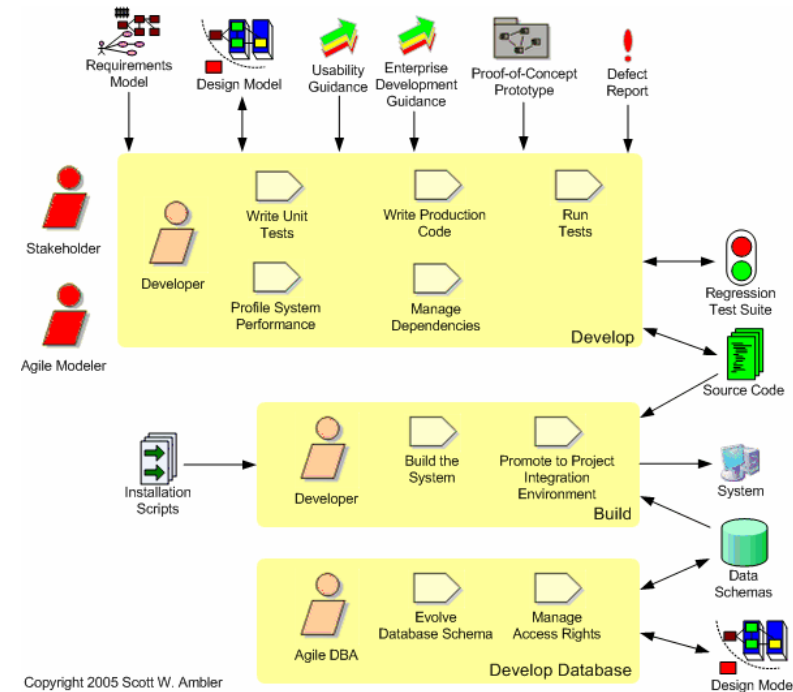 Requirements
Model
Design Model
Usability
Guidance
Enterprise
Development
Guidance
Proof-of-Concept
Prototype
Defect
Report
Stakeholder
Agile Modeler
Developer
Write Unit
Tests
Write Production
Code
Run
Tests
Profile System
Performance
Manage
Dependencies
Develop
Regression
Test Suite
Source Code
Installation
Scripts
Developer
Build the
System
Promote to Project
Integration
Environment
Build
System
Data
Schemas
Agile DBA
Evolve
Database Schema
Manage
Access Rights
Develop Database
Design Mode
Copyright 2005 Scott W. Ambler